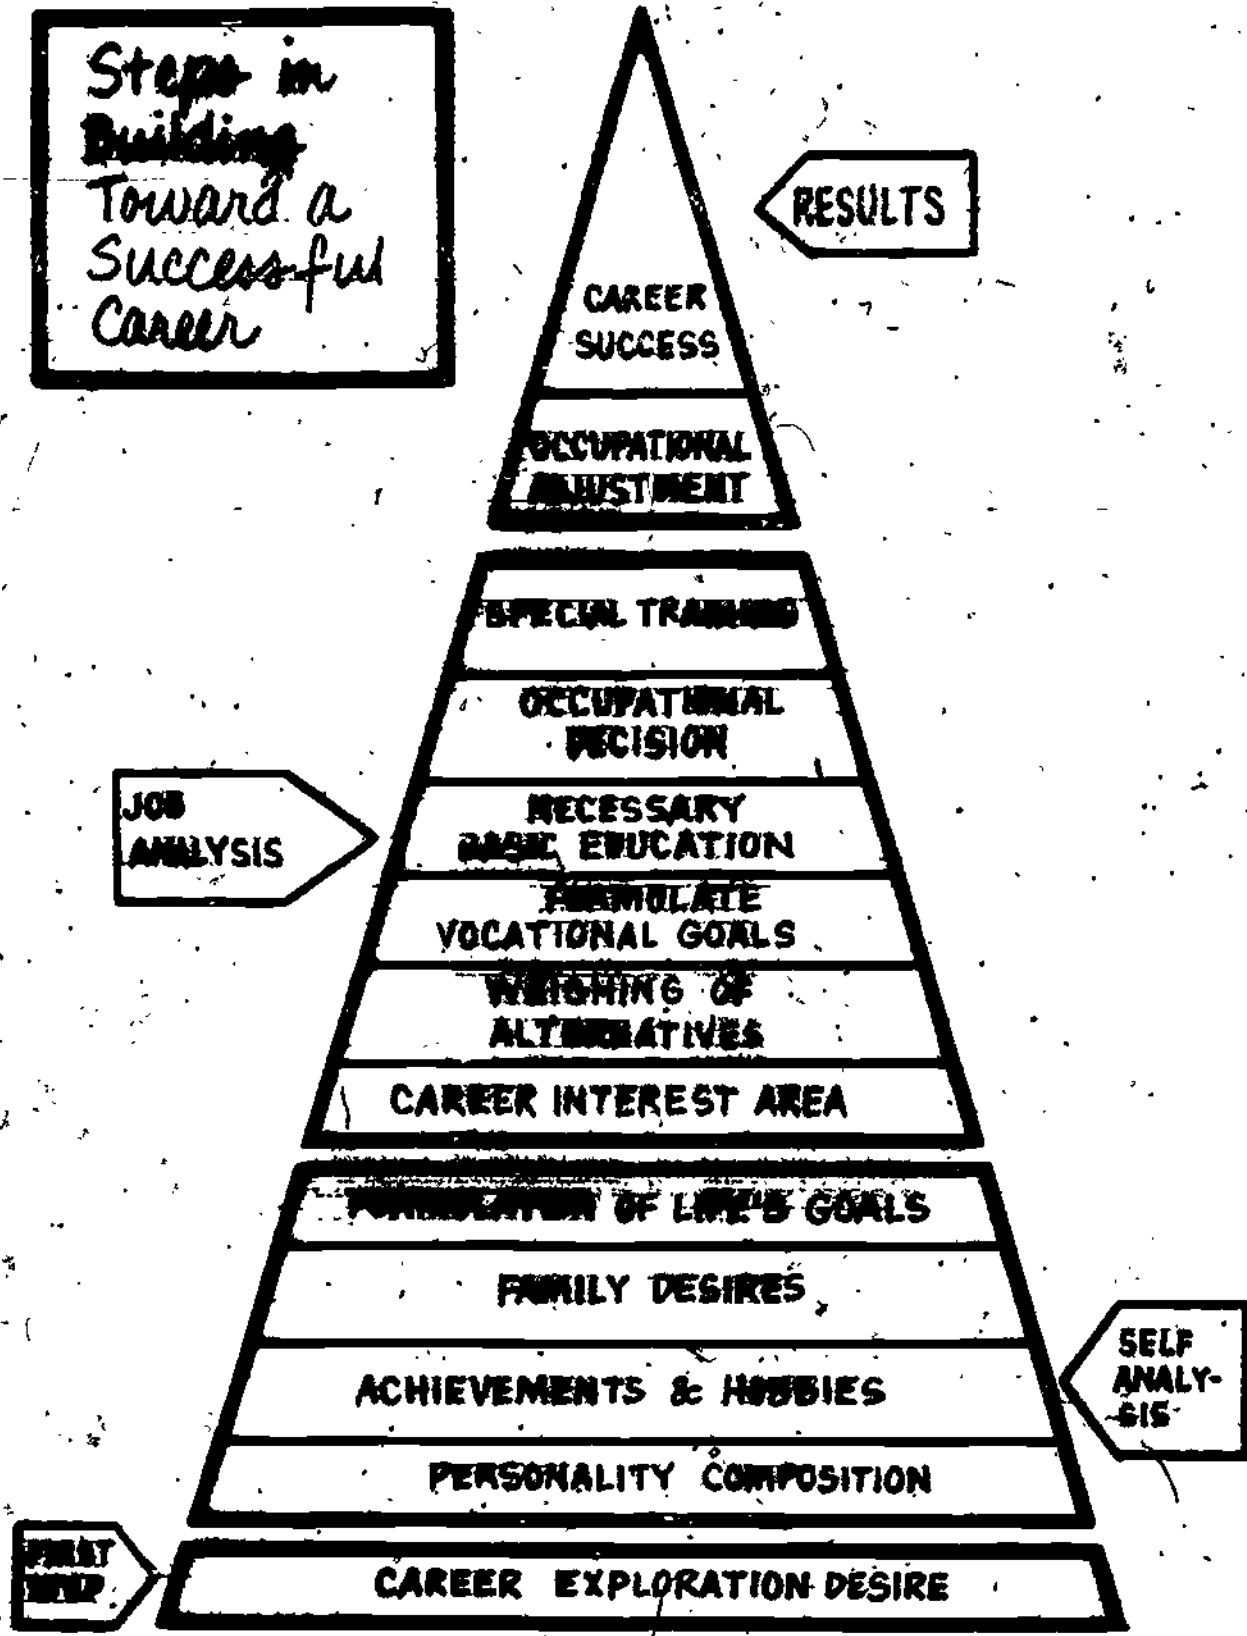 Steps in
Building
Toward a
Successful
Career
RESULTS
CAREER
SUCCESS
OCCUPATIONAL
ADJUSTMENT
SPECIAL TRAINING
OCCUPATIONAL
DECISION
JOB
ANALYSIS
NECESSARY
BASIC EDUCATION
FORMULATE
VOCATIONAL GOALS
WEIGHING OF
ALTERNATIVES
CAREER INTEREST AREA
FORMULATION OF LIFE'S GOALS
FAMILY DESIRES
SELF
ANALY-
SIS
ACHIEVEMENTS & HOBBIES
PERSONALITY COMPOSITION
FIRST
STEP
CAREER EXPLORATION DESIRE